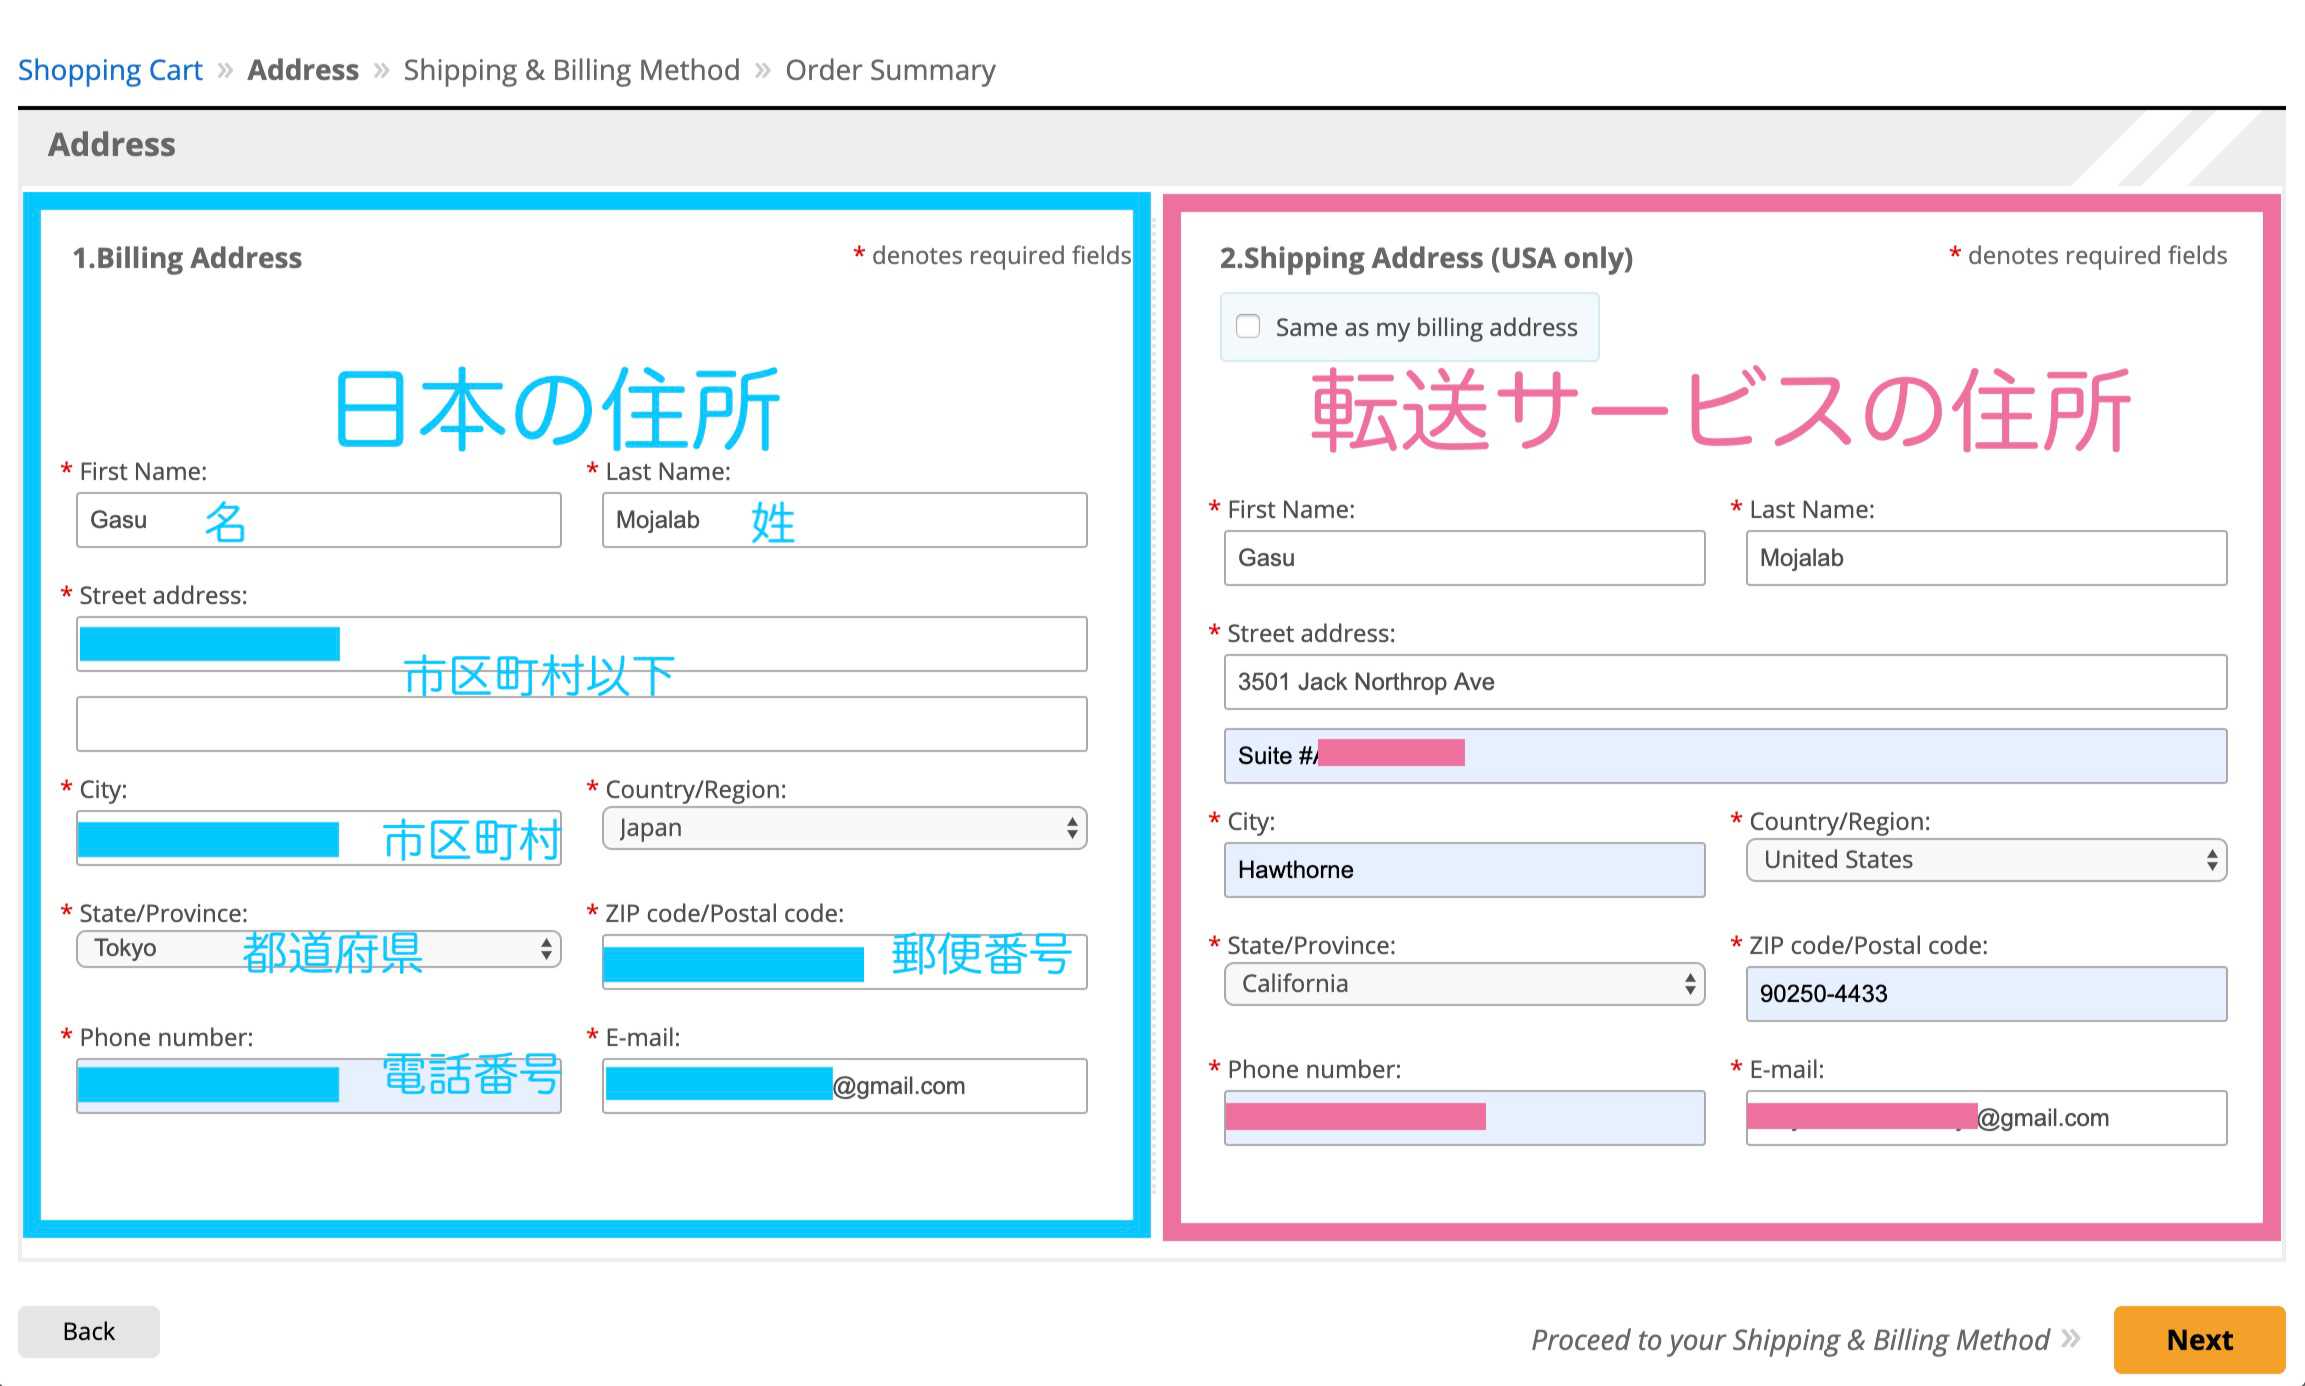 Shopping Cart » Address » Shipping & Billing Method » Order Summary
Address
1.Billing Address
* denotes required fields
日本の住所
* First Name:
* Last Name:
Gasu 名
Mojalab 姓
* Street address:
市区町村以下
* City:
* Country/Region:
市区町村
Japan
* State/Province:
* ZIP code/Postal code:
Tokyo 都道府県
郵便番号
* Phone number:
* E-mail:
電話番号
@gmail.com
2.Shipping Address (USA only)
* denotes required fields
Same as my billing address
転送サービスの住所
* First Name:
* Last Name:
Gasu
Mojalab
* Street address:
3501 Jack Northrop Ave
Suite #
* City:
* Country/Region:
Hawthorne
United States
* State/Province:
* ZIP code/Postal code:
California
90250-4433
* Phone number:
* E-mail:
@gmail.com
Back
Proceed to your Shipping & Billing Method »
Next